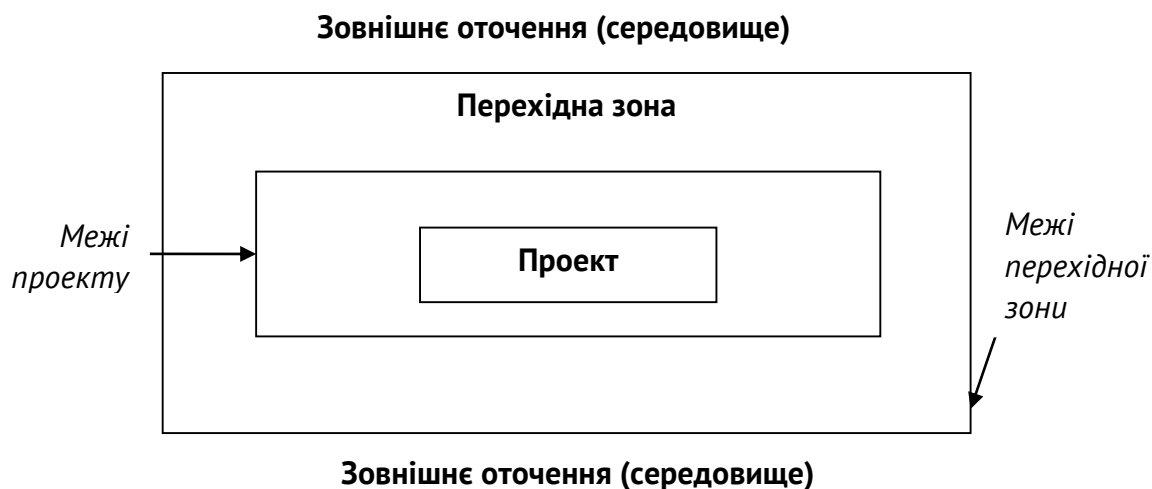 Зовнішнє оточення (середовище)
Перехідна зона
Межі
проекту
Проект
Межі
перехідної
зони
Зовнішнє оточення (середовище)